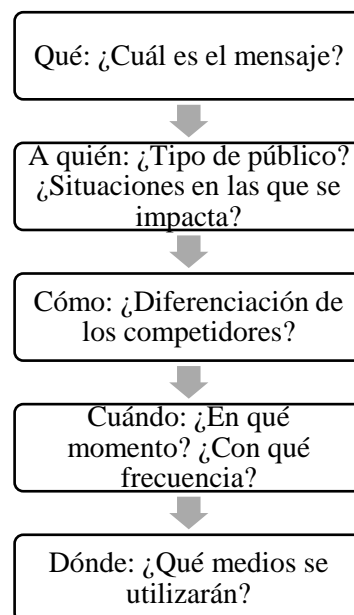 Qué: ¿Cuál es el mensaje?
A quién: ¿Tipo de público?
¿Situaciones en las que se
impacta?
Cómo: ¿Diferenciación de
los competidores?
Cuándo: ¿En qué
momento? ¿Con qué
frecuencia?
Dónde: ¿Qué medios se
utilizarán?